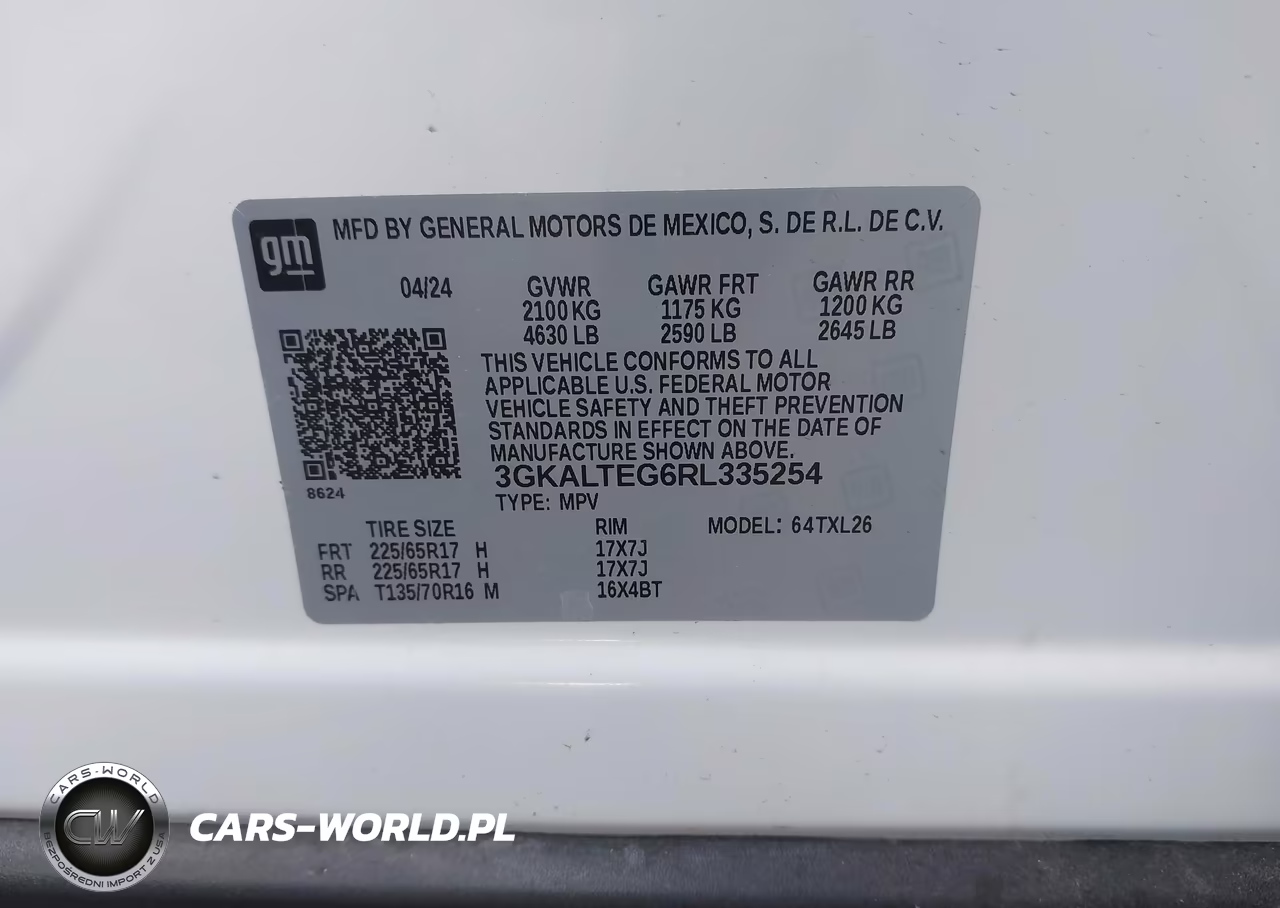 gm
MFD BY GENERAL MOTORS DE MEXICO, S. DE R.L. DE C.V.
04/24 GVWR GAWR FRT GAWR RR
2100 KG 1175 KG 1200 KG
4630 LB 2590 LB 2645 LB
THIS VEHICLE CONFORMS TO ALL
APPLICABLE U.S. FEDERAL MOTOR
VEHICLE SAFETY AND THEFT PREVENTION
STANDARDS IN EFFECT ON THE DATE OF
MANUFACTURE SHOWN ABOVE.
3GKALTEG6RL335254
8624
TYPE: MPV
TIRE SIZE RIM MODEL: 64TXL26
FRT 225/65R17 H 17X7J
RR 225/65R17 H 17X7J
SPA T135/70R16 M 16X4BT
CARS-WORLD
CW
BEZPOŚREDNI IMPORT Z USA
CARS-WORLD.PL